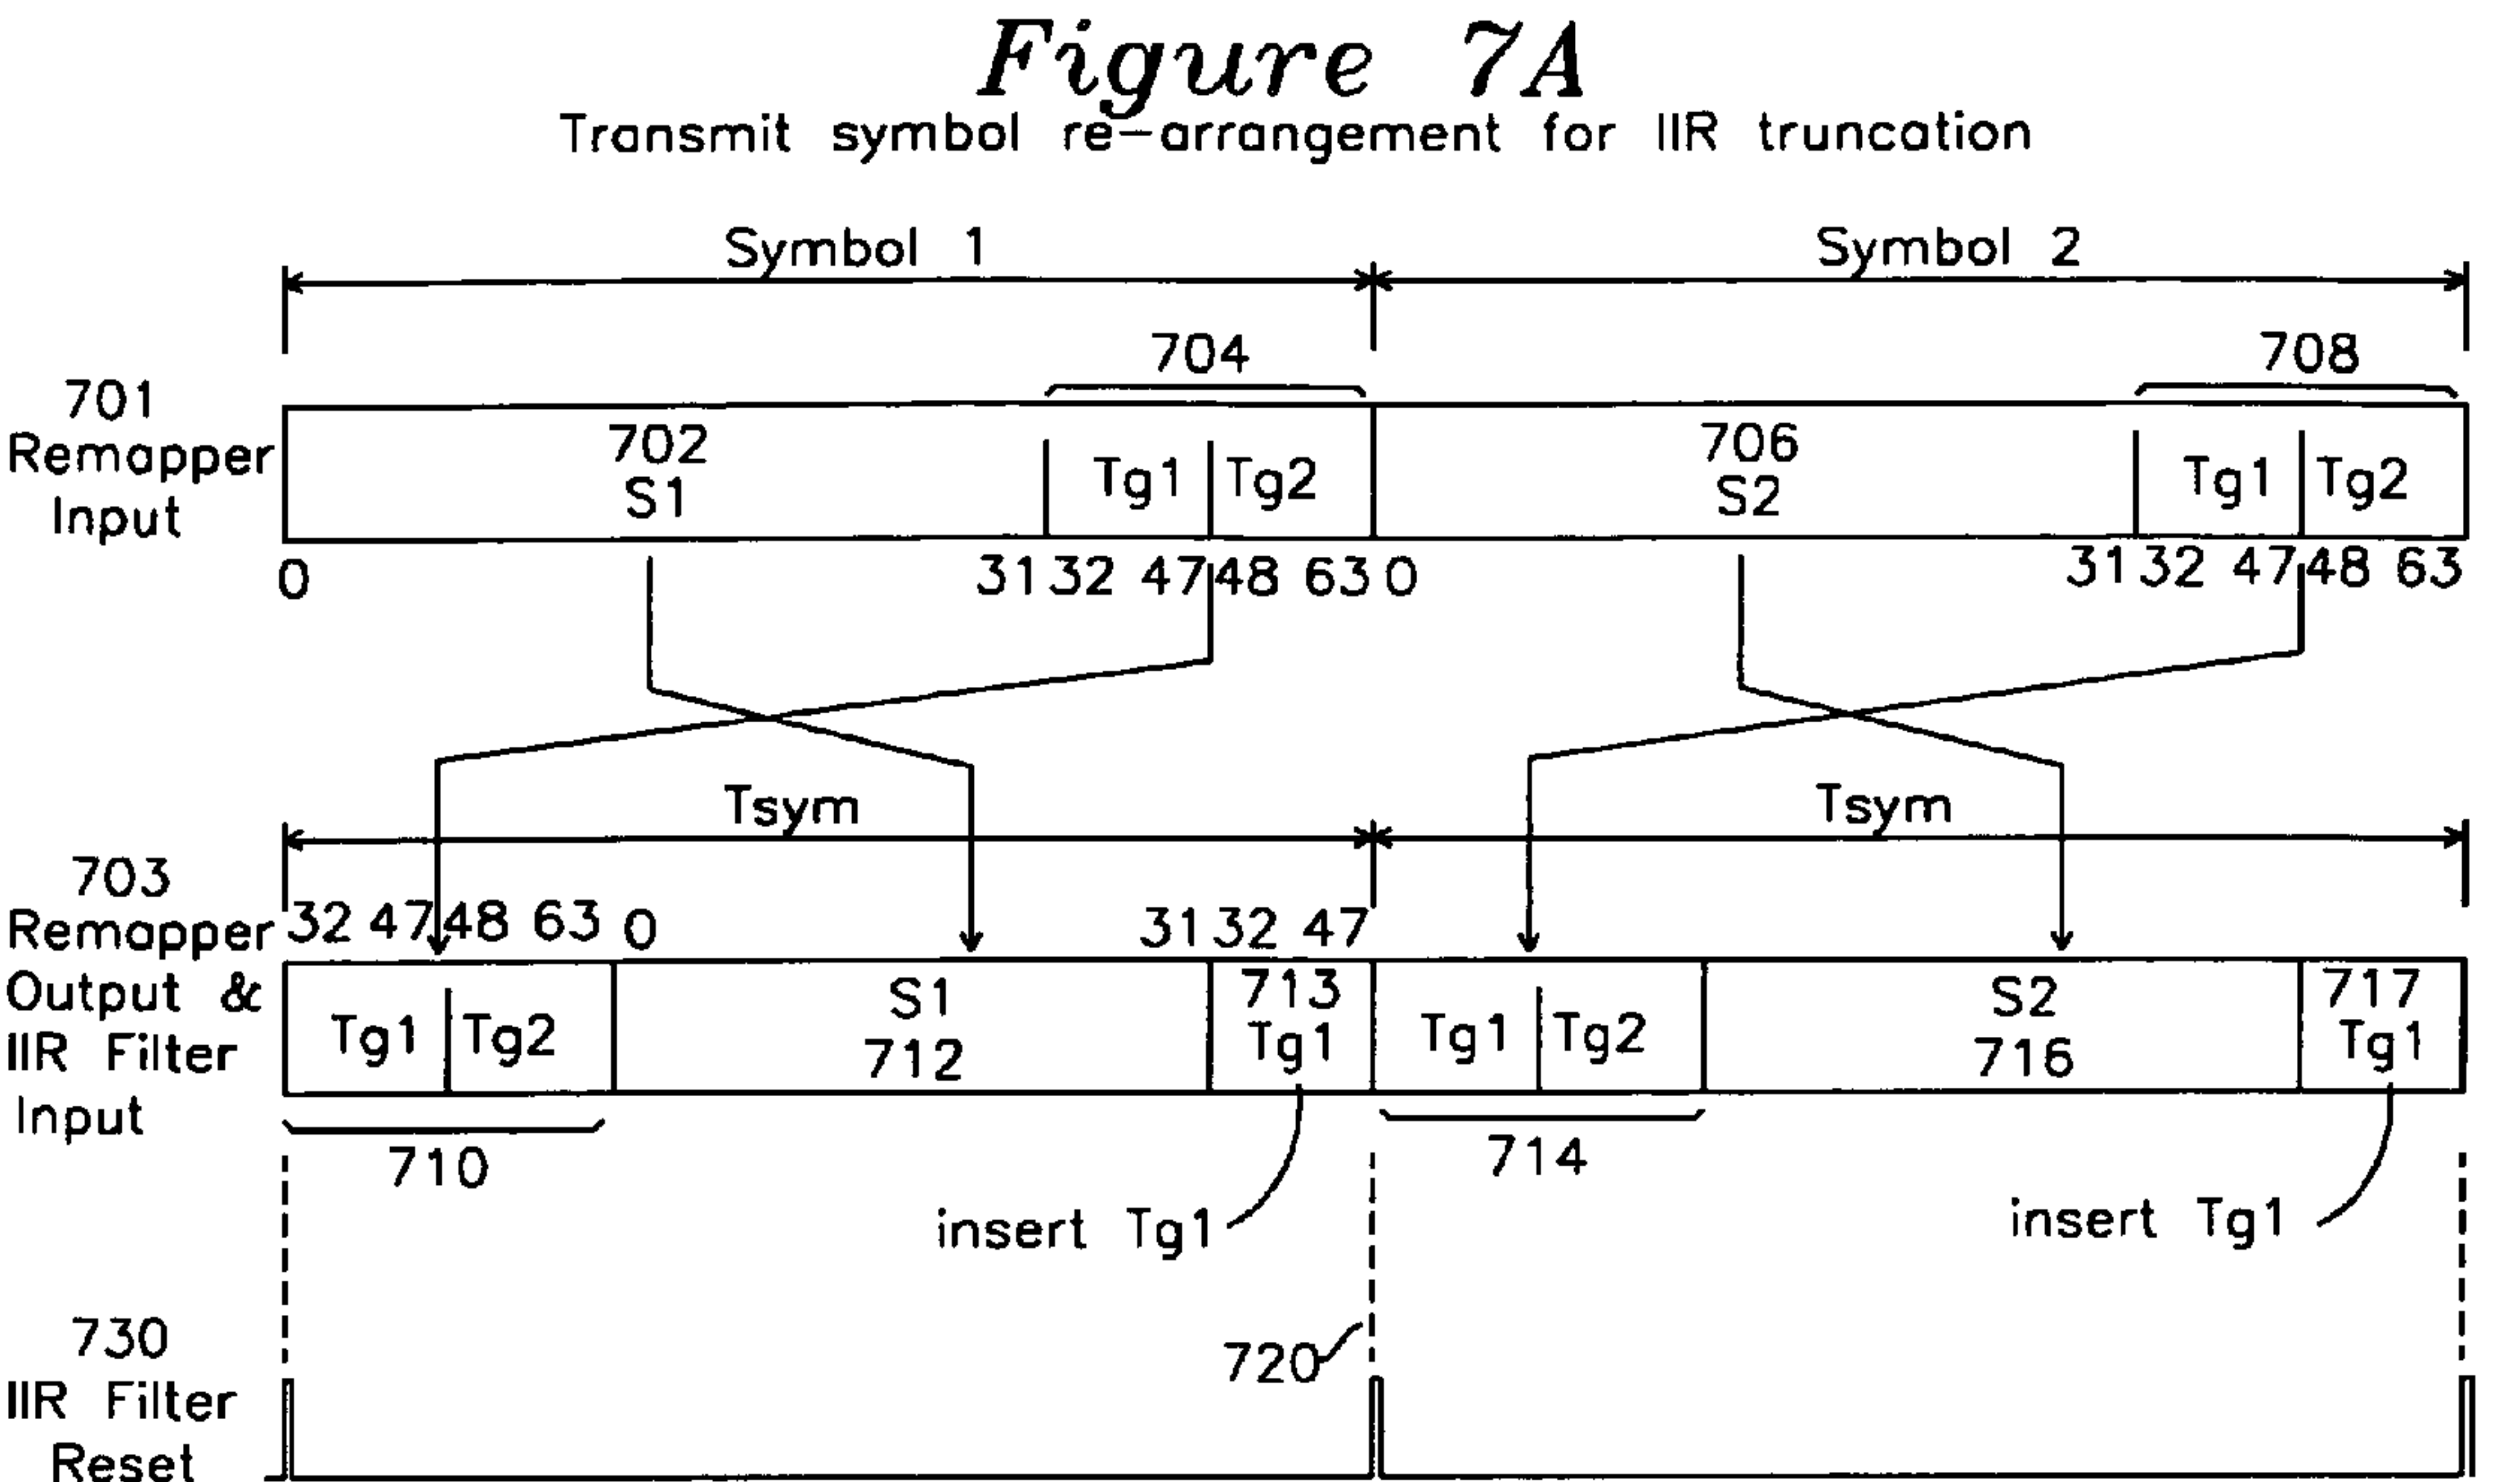 Figure 7A
Transmit symbol re-arrangement for IIR truncation
Symbol 1
Symbol 2
704
708
701
Remapper
Input
702
S1
Tg1
Tg2
706
S2
Tg1
Tg2
0
31 32 47 48 63 0
31 32 47 48 63
Tsym
Tsym
703
Remapper
Output &
IIR Filter
Input
32 47 48 63 0
31 32 47
Tg1
Tg2
S1
712
713
Tg1
Tg1
Tg2
S2
716
717
Tg1
710
714
insert Tg1
insert Tg1
720
730
IIR Filter
Reset